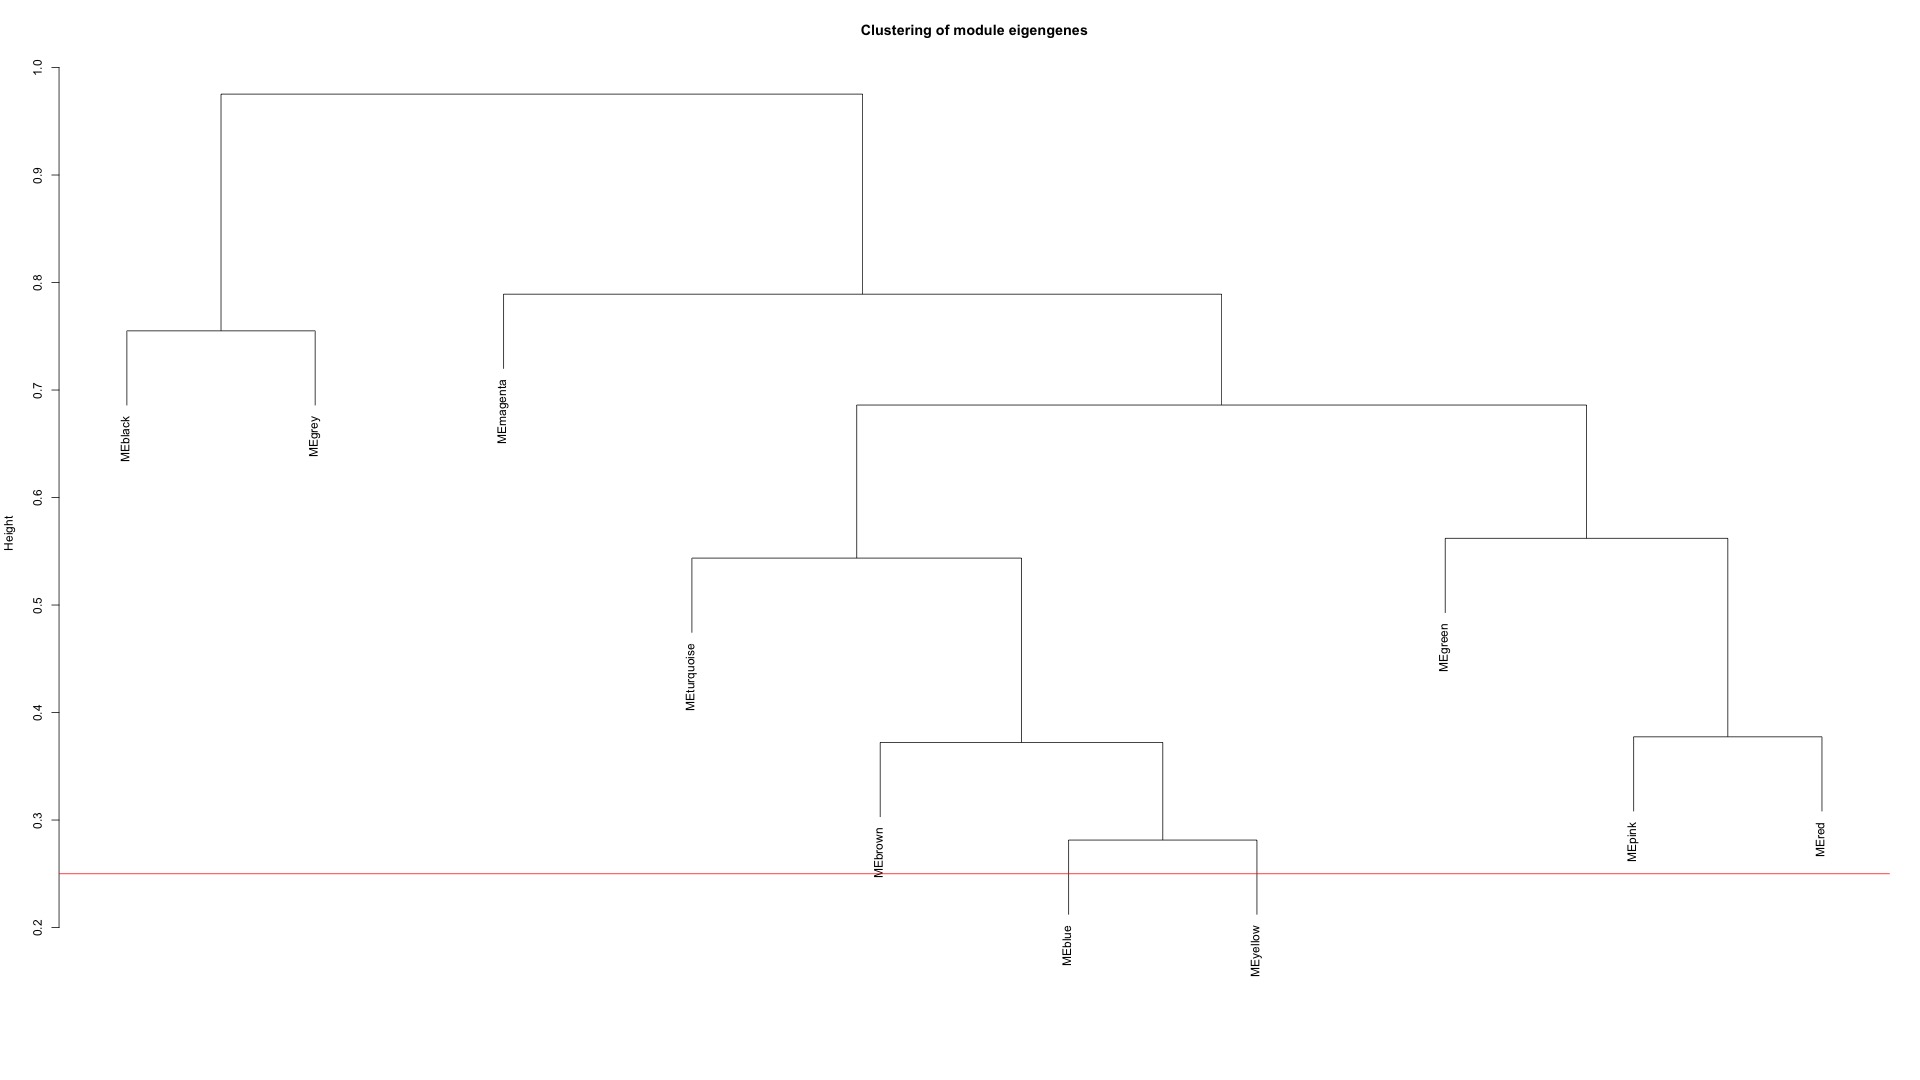 Clustering of module eigengenes
1.0
0.9
0.8
0.7
0.6
0.5
0.4
0.3
0.2
Height
MEblack
MEgrey
MEmagenta
MEturquoise
MEbrown
MEblue
MEyellow
MEgreen
MEpink
MEred